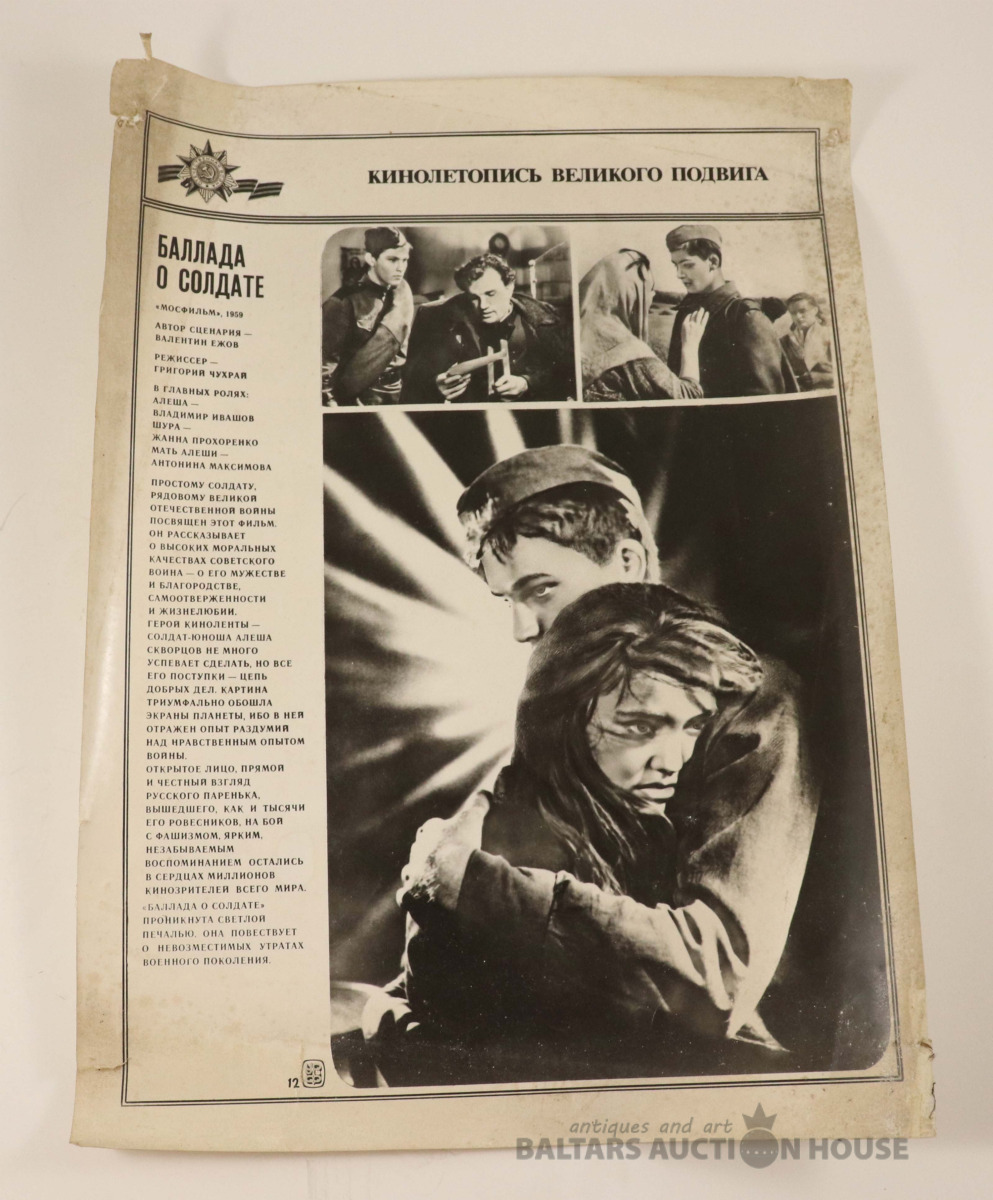 КИНОЛЕТОПИСЬ ВЕЛИКОГО ПОДВИГА
БАЛЛАДА
О СОЛДАТЕ
«МОСФИЛЬМ», 1959
АВТОР СЦЕНАРИЯ —
ВАЛЕНТИН ЕЖОВ
РЕЖИССЕР —
ГРИГОРИЙ ЧУХРАЙ
В ГЛАВНЫХ РОЛЯХ:
АЛЕША —
ВЛАДИМИР ИВАШОВ
ШУРА —
ЖАННА ПРОХОРЕНКО
МАТЬ АЛЕШИ —
АНТОНИНА МАКСИМОВА
ПРОСТОМУ СОЛДАТУ,
РЯДОВОМУ ВЕЛИКОЙ
ОТЕЧЕСТВЕННОЙ ВОЙНЫ
ПОСВЯЩЕН ЭТОТ ФИЛЬМ.
ОН РАССКАЗЫВАЕТ
О ВЫСОКИХ МОРАЛЬНЫХ
КАЧЕСТВАХ СОВЕТСКОГО
ВОИНА — О ЕГО МУЖЕСТВЕ
И БЛАГОРОДСТВЕ,
САМООТВЕРЖЕННОСТИ
И ЖИЗНЕЛЮБИИ.
ГЕРОЙ КИНОЛЕНТЫ —
СОЛДАТ-ЮНОША АЛЕША
СКВОРЦОВ НЕ МНОГО
УСПЕВАЕТ СДЕЛАТЬ, НО ВСЕ
ЕГО ПОСТУПКИ — ЦЕПЬ
ДОБРЫХ ДЕЛ. КАРТИНА
ТРИУМФАЛЬНО ОБОШЛА
ЭКРАНЫ ПЛАНЕТЫ, ИБО В НЕЙ
ОТРАЖЕН ОПЫТ РАЗДУМИЙ
НАД НРАВСТВЕННЫМ ОПЫТОМ
ВОЙНЫ.
ОТКРЫТОЕ ЛИЦО, ПРЯМОЙ
И ЧЕСТНЫЙ ВЗГЛЯД
РУССКОГО ПАРЕНЬКА,
ВЫШЕДШЕГО, КАК И ТЫСЯЧИ
ЕГО РОВЕСНИКОВ, НА БОЙ
С ФАШИЗМОМ, ЯРКИМ,
НЕЗАБЫВАЕМЫМ
ВОСПОМИНАНИЕМ ОСТАЛИСЬ
В СЕРДЦАХ МИЛЛИОНОВ
КИНОЗРИТЕЛЕЙ ВСЕГО МИРА.
«БАЛЛАДА О СОЛДАТЕ»
ПРОНИКНУТА СВЕТЛОЙ
ПЕЧАЛЬЮ. ОНА ПОВЕСТВУЕТ
О НЕВОЗМЕСТИМЫХ УТРАТАХ
ВОЕННОГО ПОКОЛЕНИЯ.
12
antiques and art
BALTARS AUCTION HOUSE